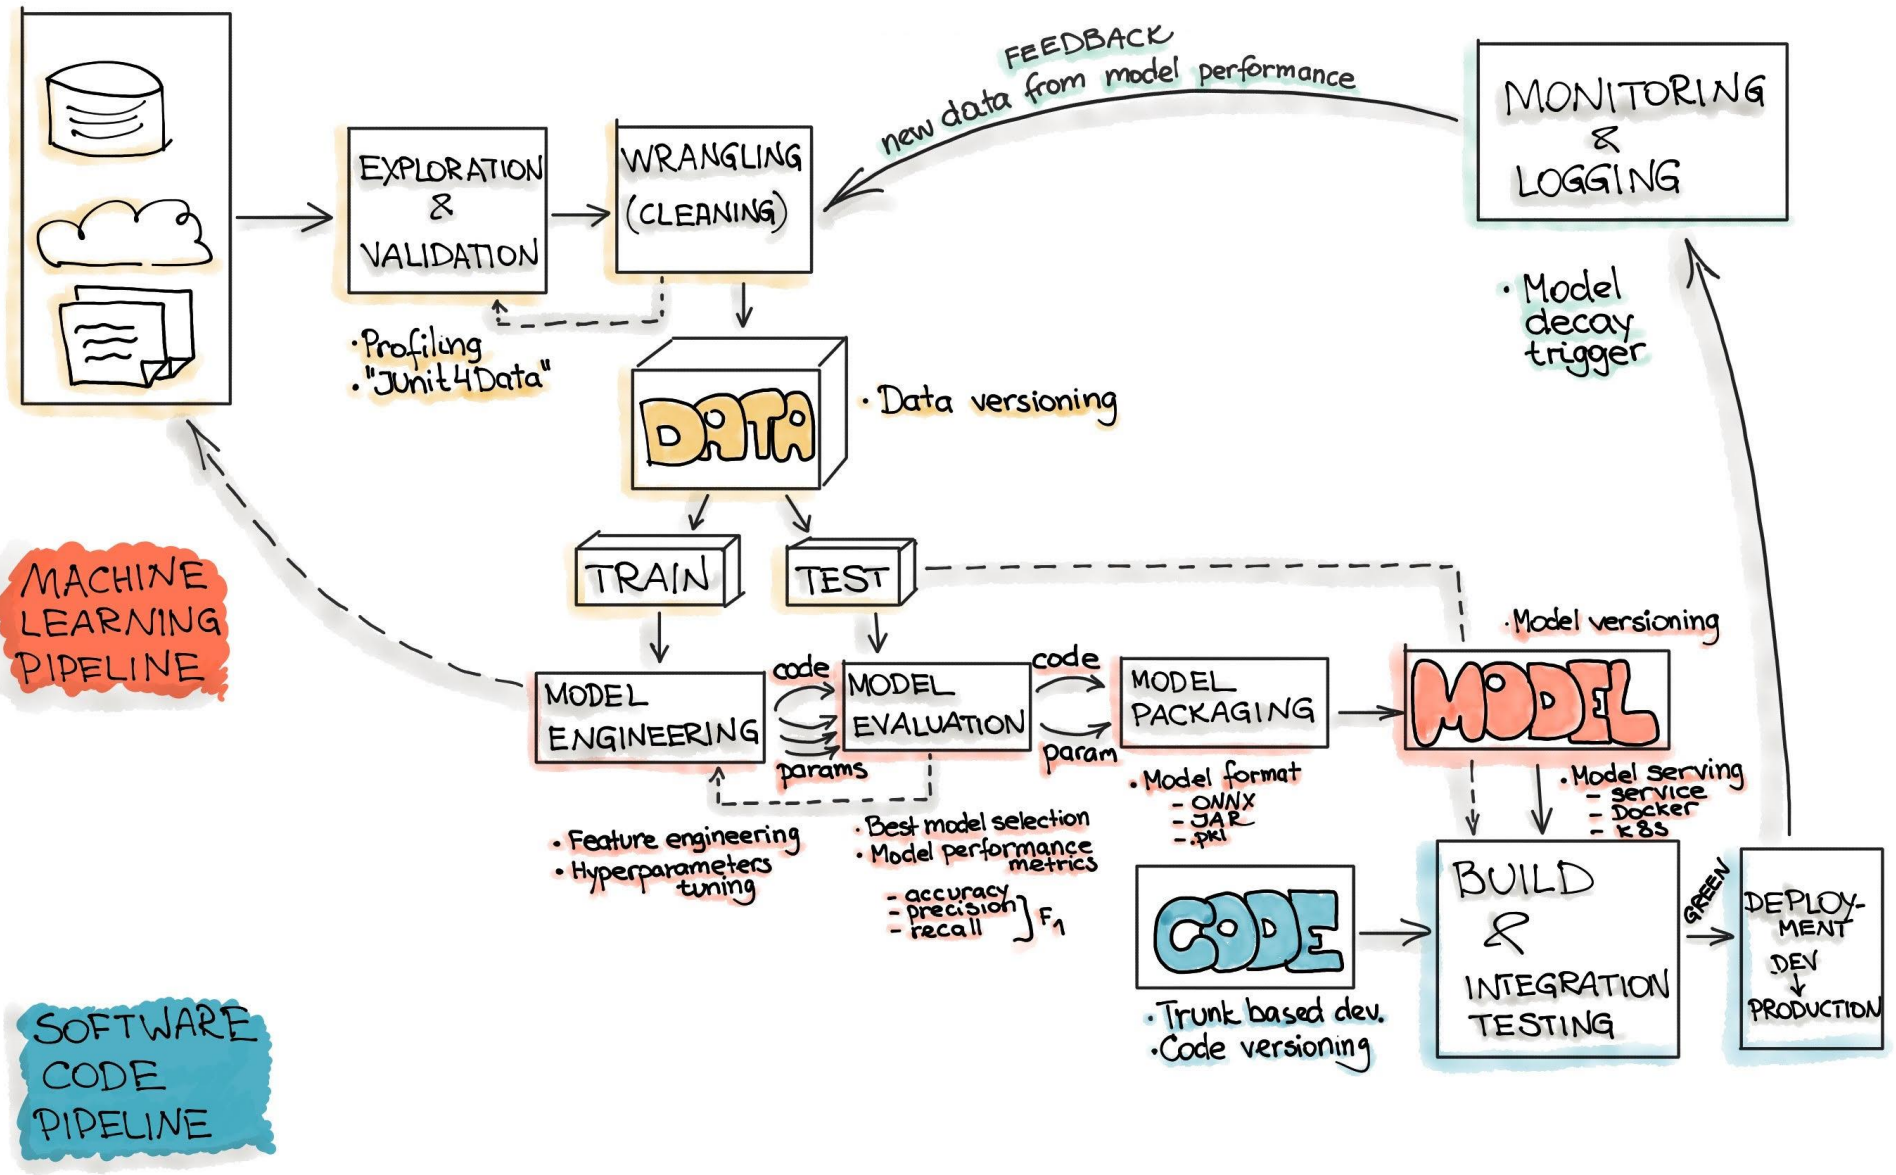 FEEDBACK
new data from model performance
MONITORING
&
LOGGING
• Model
decay
trigger
EXPLORATION
&
VALIDATION
• Profiling
• "JUnit4Data"
WRANGLING
(CLEANING)
DATA
• Data versioning
TRAIN
TEST
MACHINE
LEARNING
PIPELINE
MODEL
ENGINEERING
code
params
• Feature engineering
• Hyperparameters
tuning
MODEL
EVALUATION
code
param
• Best model selection
• Model performance
metrics
- accuracy
- precision
- recall
F1
MODEL
PACKAGING
• Model format
- ONNX
- JAR
- .pkl
• Model versioning
MODEL
• Model serving
- service
- Docker
- K8s
CODE
• Trunk based dev.
• Code versioning
BUILD
&
INTEGRATION
TESTING
GREEN
DEPLOY-
MENT
DEV
PRODUCTION
SOFTWARE
CODE
PIPELINE